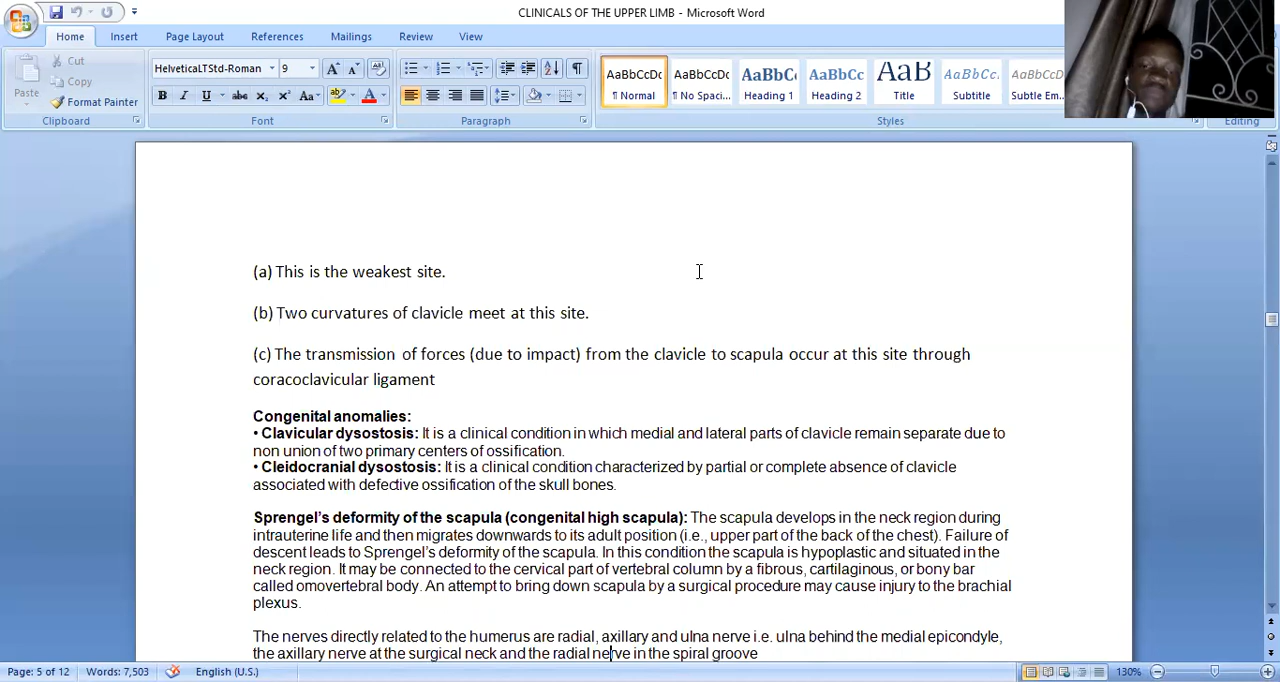 CLINICALS OF THE UPPER LIMB - Microsoft Word
Home Insert Page Layout References Mailings Review View
Paste
Cut
Copy
Format Painter
Clipboard
HelveticaLTStd-Roman 9
B I U abc X₂ X² Aa
Font
Paragraph
AaBbCcDc AaBbCcDc AaBbCc AaBbCc AaB AaBbCc. AaBbCcDc
¶ Normal ¶ No Spaci... Heading 1 Heading 2 Title Subtitle Subtle Em...
Styles
Editing
(a) This is the weakest site.
(b) Two curvatures of clavicle meet at this site.
(c) The transmission of forces (due to impact) from the clavicle to scapula occur at this site through
coracoclavicular ligament
Congenital anomalies:
• Clavicular dysostosis: It is a clinical condition in which medial and lateral parts of clavicle remain separate due to
non union of two primary centers of ossification.
• Cleidocranial dysostosis: It is a clinical condition characterized by partial or complete absence of clavicle
associated with defective ossification of the skull bones.
Sprengel’s deformity of the scapula (congenital high scapula): The scapula develops in the neck region during
intrauterine life and then migrates downwards to its adult position (i.e., upper part of the back of the chest). Failure of
descent leads to Sprengel’s deformity of the scapula. In this condition the scapula is hypoplastic and situated in the
neck region. It may be connected to the cervical part of vertebral column by a fibrous, cartilaginous, or bony bar
called omovertebral body. An attempt to bring down scapula by a surgical procedure may cause injury to the brachial
plexus.
The nerves directly related to the humerus are radial, axillary and ulna nerve i.e. ulna behind the medial epicondyle,
the axillary nerve at the surgical neck and the radial nerve in the spiral groove
Page: 5 of 12 Words: 7,503 English (U.S.) 130%